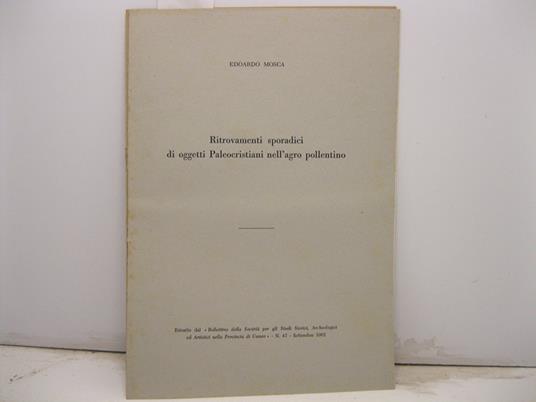 EDOARDO MOSCA
Ritrovamenti sporadici
di oggetti Paleocristiani nell'agro pollentino
Estratto dal « Bollettino della Società per gli Studi Storici, Archeologici
ed Artistici nella Provincia di Cuneo » - N. 47 - Settembre